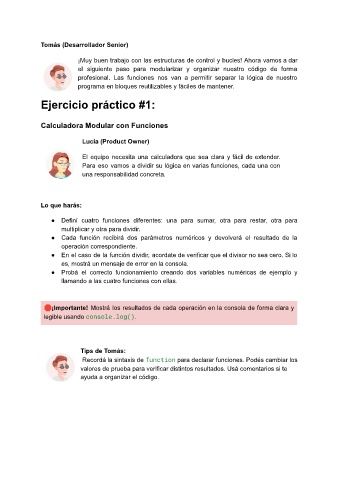 Tomás (Desarrollador Senior)
¡Muy buen trabajo con las estructuras de control y bucles! Ahora vamos a dar
el siguiente paso para modularizar y organizar nuestro código de forma
profesional. Las funciones nos van a permitir separar la lógica de nuestro
programa en bloques reutilizables y fáciles de mantener.
Ejercicio práctico #1:
Calculadora Modular con Funciones
Lucía (Product Owner)
El equipo necesita una calculadora que sea clara y fácil de extender.
Para eso vamos a dividir su lógica en varias funciones, cada una con
una responsabilidad concreta.
Lo que harás:
● Definí cuatro funciones diferentes: una para sumar, otra para restar, otra para
multiplicar y otra para dividir.
● Cada función recibirá dos parámetros numéricos y devolverá el resultado de la
operación correspondiente.
● En el caso de la función dividir, acordate de verificar que el divisor no sea cero. Si lo
es, mostrá un mensaje de error en la consola.
● Probá el correcto funcionamiento creando dos variables numéricas de ejemplo y
llamando a las cuatro funciones con ellas.
🔴¡Importante! Mostrá los resultados de cada operación en la consola de forma clara y
legible usando console.log().
Tips de Tomás:
Recordá la sintaxis de function para declarar funciones. Podés cambiar los
valores de prueba para verificar distintos resultados. Usá comentarios si te
ayuda a organizar el código.